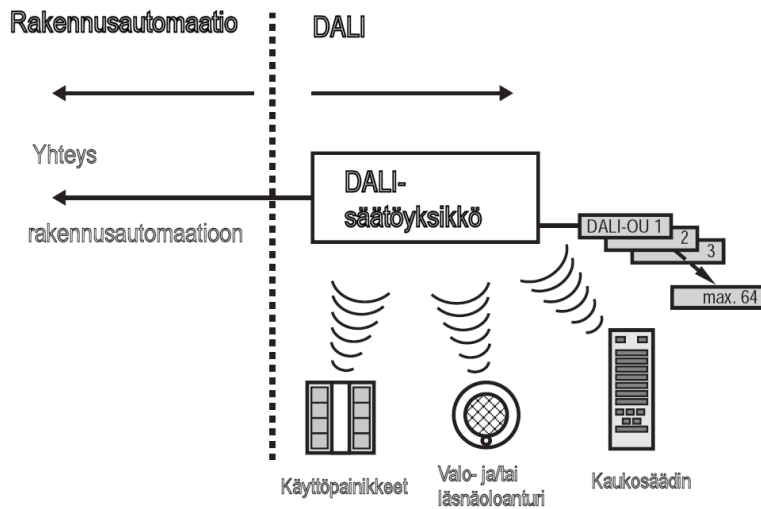 Rakennusautomaatio
DALI
Yhteys
rakennusautomaatioon
DALI-
säätöyksikkö
DALI-OU 1
2
3
max. 64
Käyttöpainikkeet
Valo- ja/tai
läsnäoloanturi
Kaukosäädin